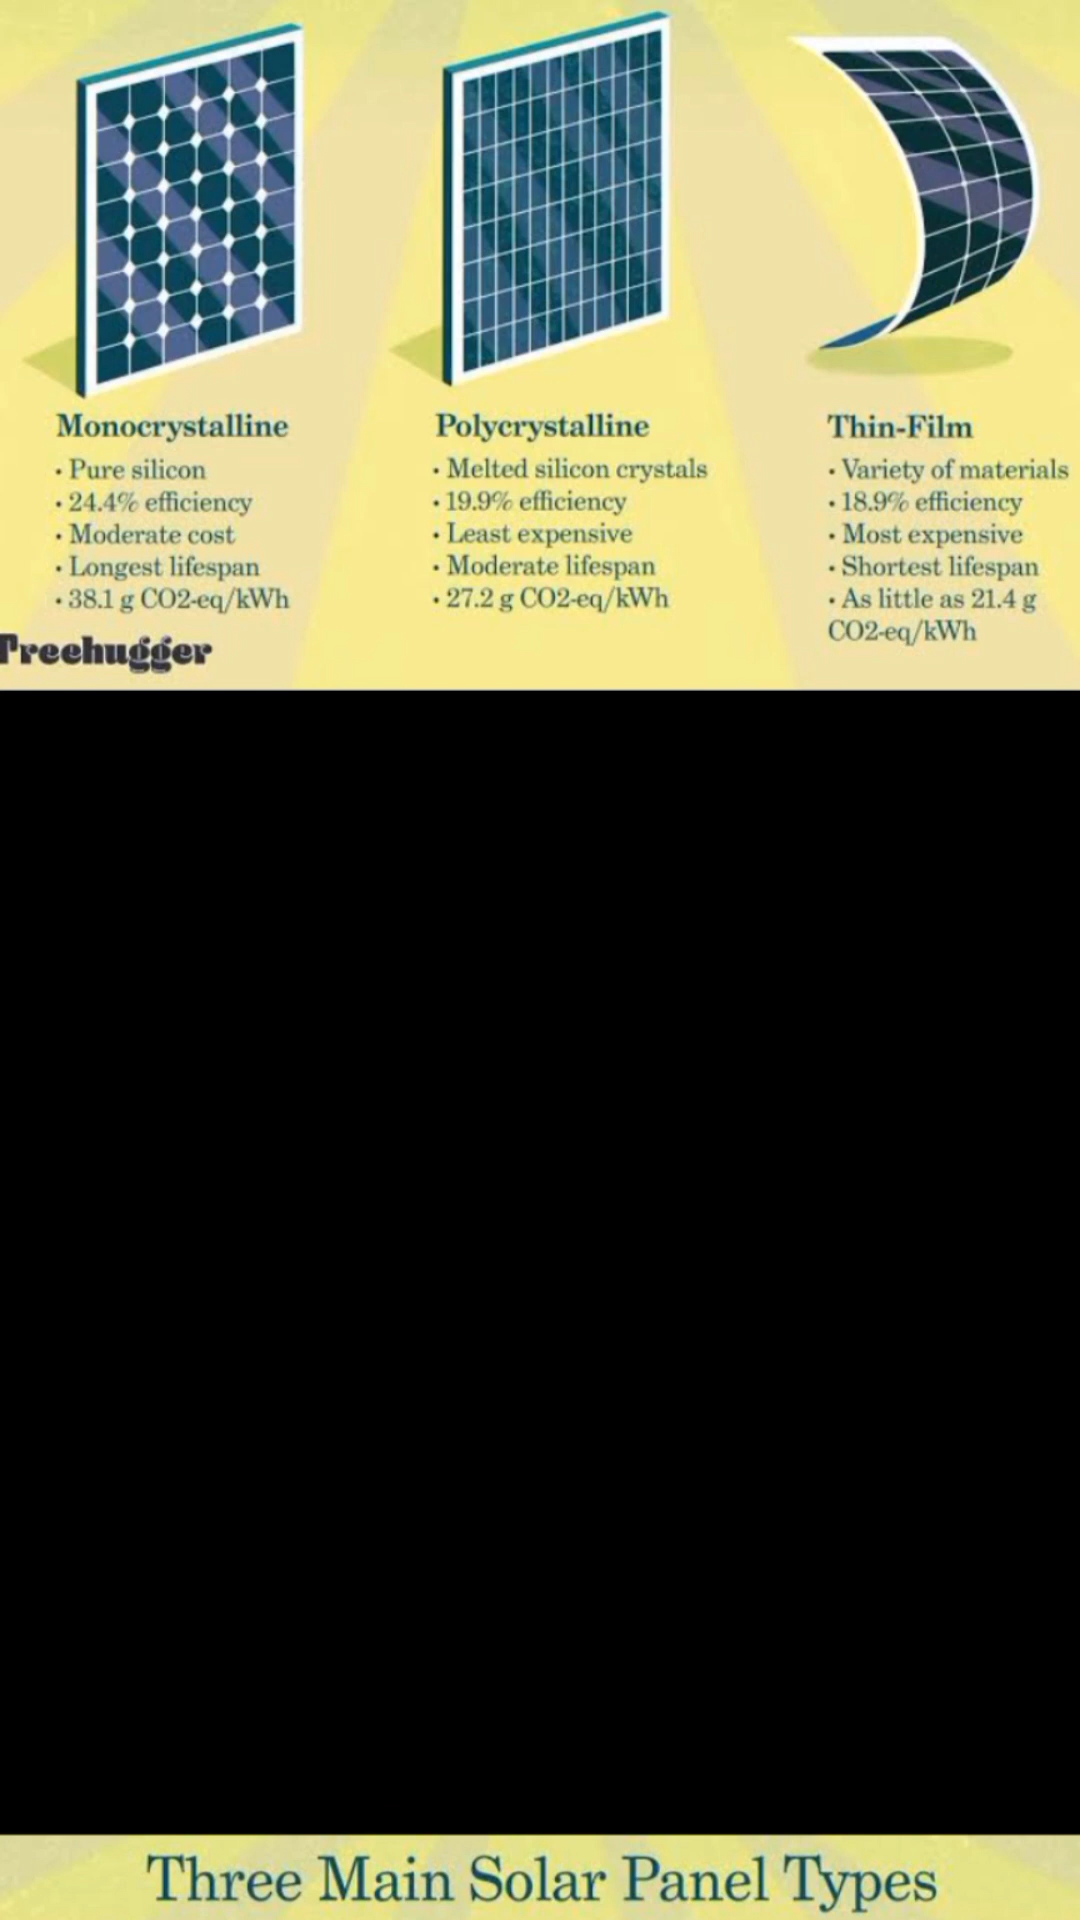 Monocrystalline
• Pure silicon
• 24.4% efficiency
• Moderate cost
• Longest lifespan
• 38.1 g CO2-eq/kWh
Polycrystalline
• Melted silicon crystals
• 19.9% efficiency
• Least expensive
• Moderate lifespan
• 27.2 g CO2-eq/kWh
Thin-Film
• Variety of materials
• 18.9% efficiency
• Most expensive
• Shortest lifespan
• As little as 21.4 g
CO2-eq/kWh
Treehugger
Three Main Solar Panel Types